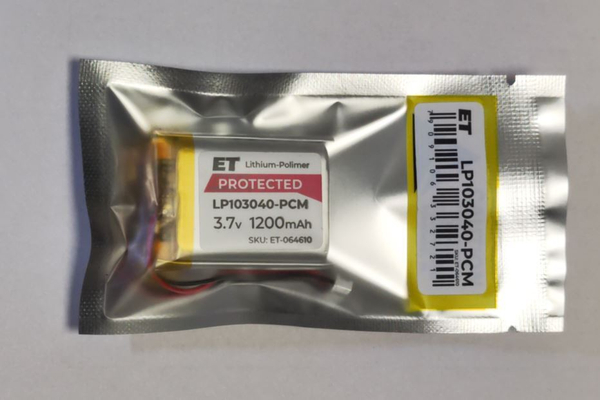 ET Lithium-Polimer
PROTECTED
LP103040-PCM
3.7v 1200mAh
SKU: ET-064610
ET
LP103040-PCM